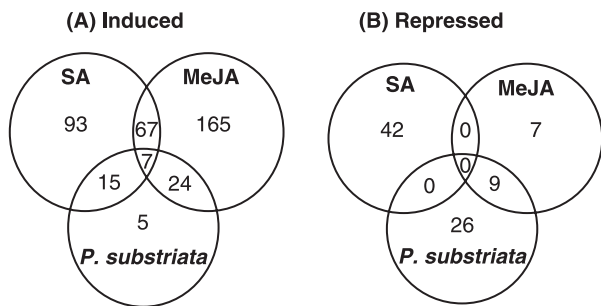 (A) Induced
(B) Repressed
SA
MeJA
93
67
165
7
15
24
5
P. substriata
SA
MeJA
42
0
7
0
0
9
26
P. substriata